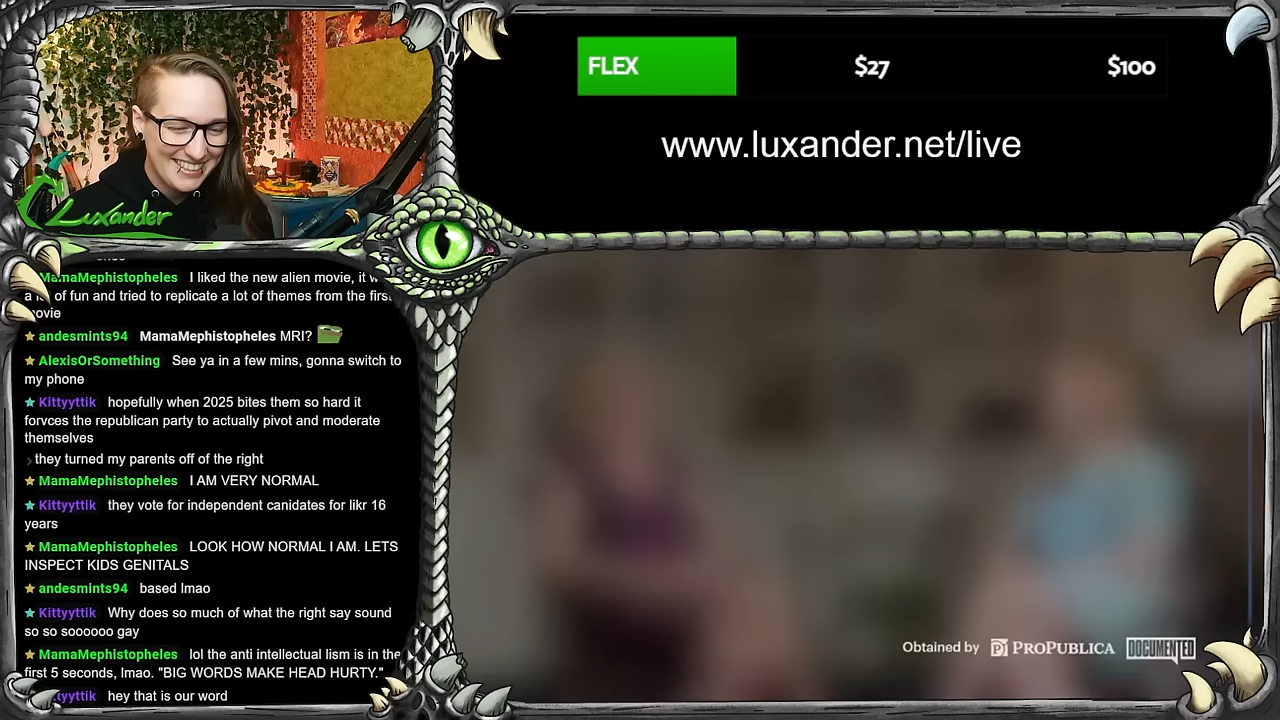 FLEX $27 $100
www.luxander.net/live
Luxander
MamaMephistopheles I liked the new alien movie, it
of fun and tried to replicate a lot of themes from the first
movie
andesmints94 MamaMephistopheles MRI?
AlexisOrSomething See ya in a few mins, gonna switch to
my phone
Kittyyttik hopefully when 2025 bites them so hard it
forvces the republican party to actually pivot and moderate
themselves
they turned my parents off of the right
MamaMephistopheles I AM VERY NORMAL
Kittyyttik they vote for independent canidates for likr 16
years
MamaMephistopheles LOOK HOW NORMAL I AM. LETS
INSPECT KIDS GENITALS
andesmints94 based lmao
Kittyyttik Why does so much of what the right say sound
so so soooooo gay
MamaMephistopheles lol the anti intellectual lism is in the
first 5 seconds, lmao. "BIG WORDS MAKE HEAD HURTY."
Kittyyttik hey that is our word
Obtained by PROPUBLICA DOCUMENTED